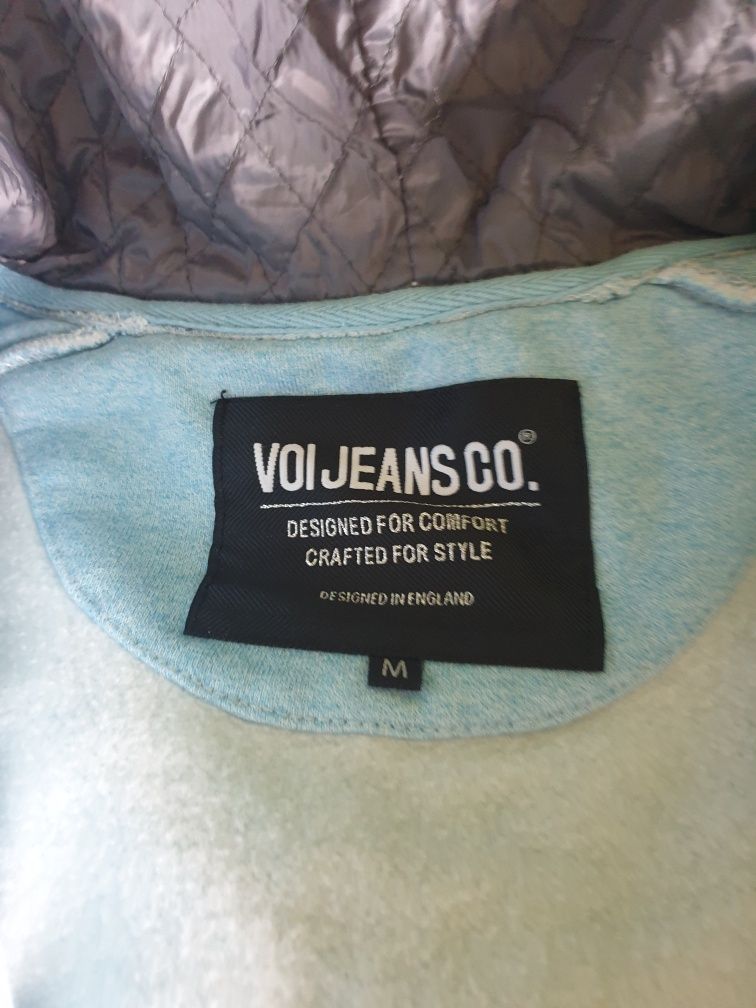 VOI JEANS CO.®
DESIGNED FOR COMFORT
CRAFTED FOR STYLE
DESIGNED IN ENGLAND
M